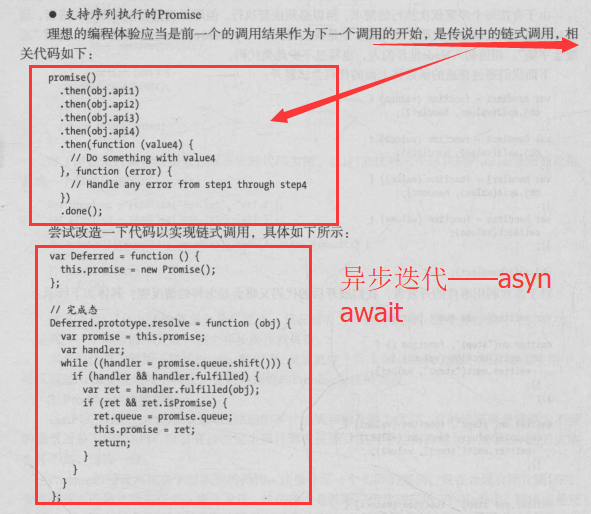 ● 支持序列执行的Promise
理想的编程体验应当是前一个的调用结果作为下一个调用的开始，是传说中的链式调用，相
关代码如下：
promise()
  .then(obj.api1)
  .then(obj.api2)
  .then(obj.api3)
  .then(obj.api4)
  .then(function (value4) {
    // Do something with value4
  }, function (error) {
    // Handle any error from step1 through step4
  })
  .done();
尝试改造一下代码以实现链式调用，具体如下所示：
var Deferred = function () {
  this.promise = new Promise();
};
// 完成态
Deferred.prototype.resolve = function (obj) {
  var promise = this.promise;
  var handler;
  while ((handler = promise.queue.shift())) {
    if (handler && handler.fulfilled) {
      var ret = handler.fulfilled(obj);
      if (ret && ret.isPromise) {
        ret.queue = promise.queue;
        this.promise = ret;
        return;
      }
    }
  }
};
异步迭代——asyn
await